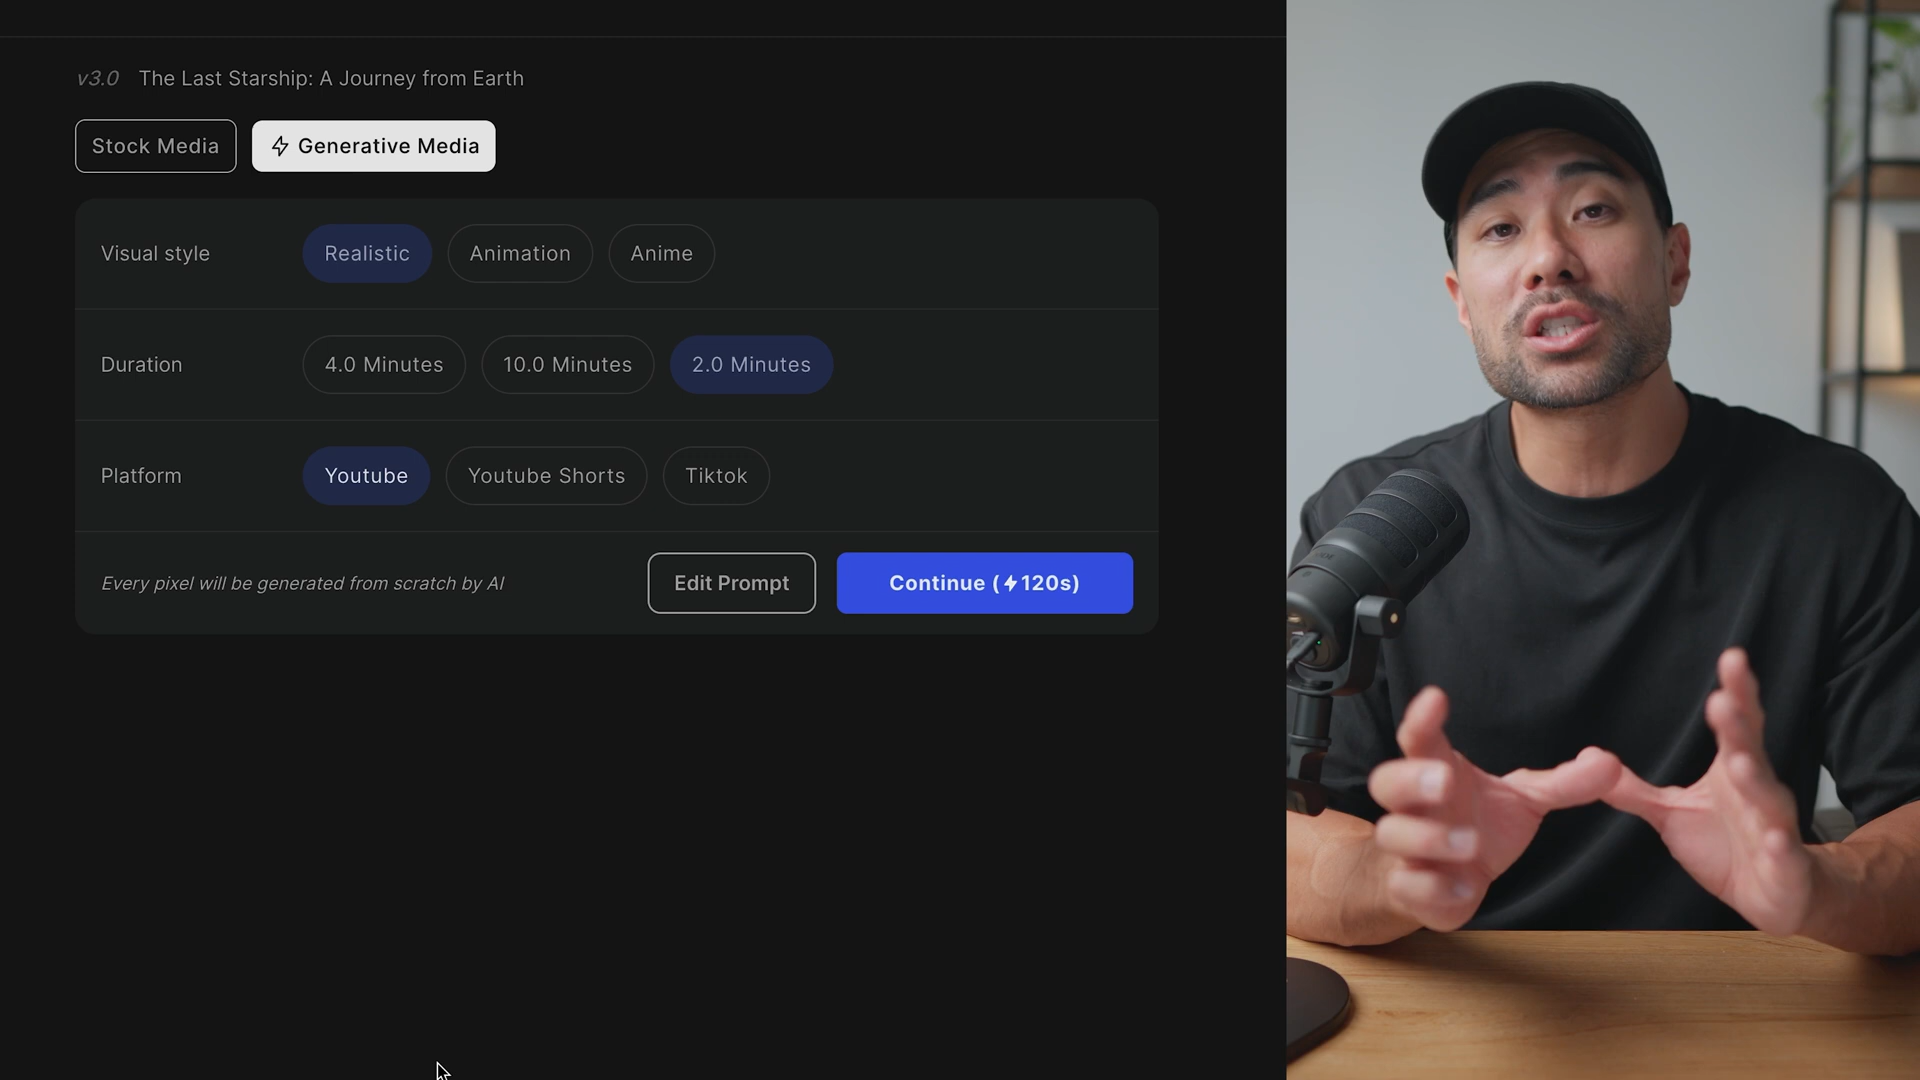 v3.0 The Last Starship: A Journey from Earth
Stock Media Generative Media
Visual style Realistic Animation Anime
Duration 4.0 Minutes 10.0 Minutes 2.0 Minutes
Platform Youtube Youtube Shorts Tiktok
Every pixel will be generated from scratch by AI Edit Prompt Continue (⚡120s)